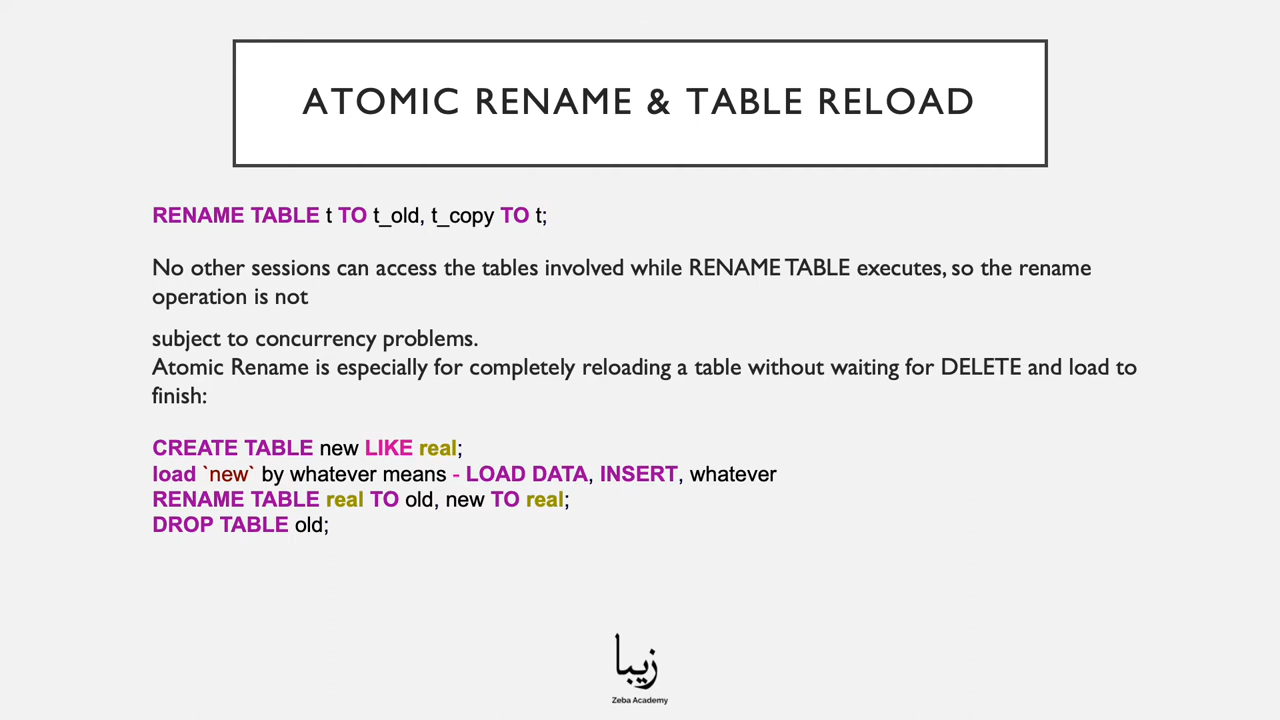 ATOMIC RENAME & TABLE RELOAD
RENAME TABLE t TO t_old, t_copy TO t;
No other sessions can access the tables involved while RENAME TABLE executes, so the rename
operation is not
subject to concurrency problems.
Atomic Rename is especially for completely reloading a table without waiting for DELETE and load to
finish:
CREATE TABLE new LIKE real;
load `new` by whatever means - LOAD DATA, INSERT, whatever
RENAME TABLE real TO old, new TO real;
DROP TABLE old;
زيبا
Zeba Academy